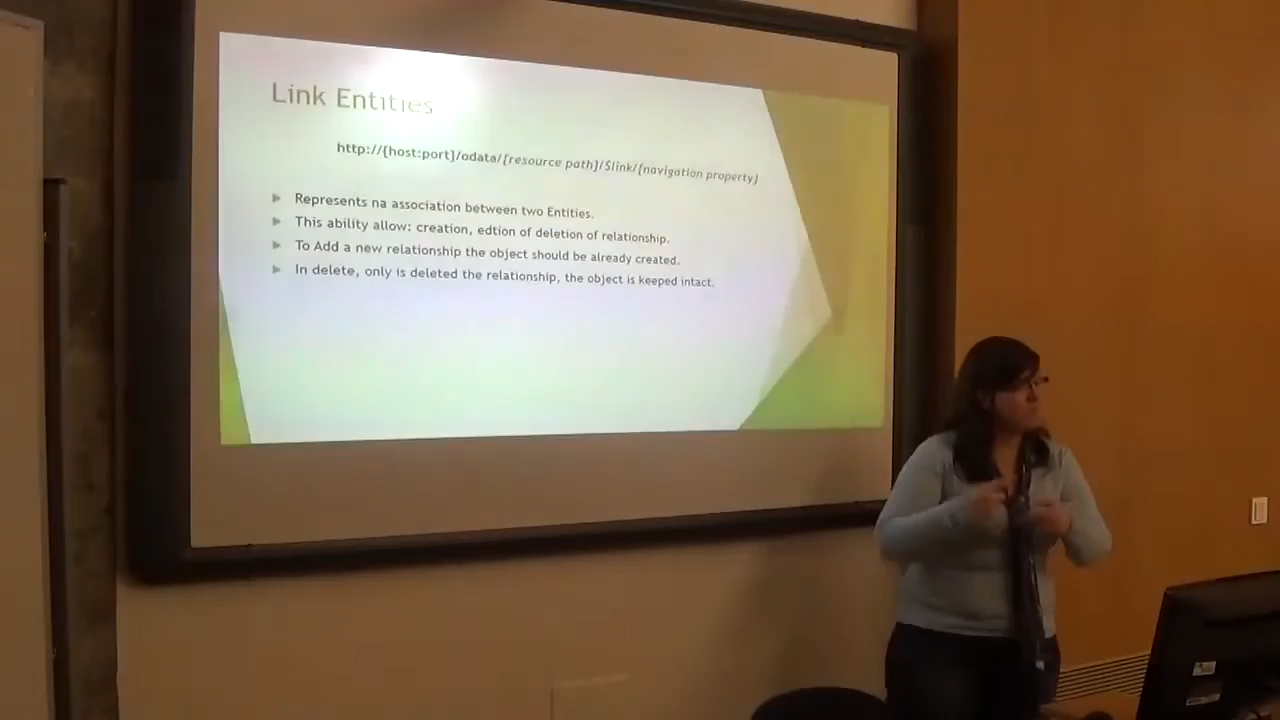 Link Entities
http://{host:port}/odata/{resource path}/$link/{navigation property}
Represents na association between two Entities.
This ability allow: creation, edtion of deletion of relationship.
To Add a new relationship the object should be already created.
In delete, only is deleted the relationship, the object is keeped intact.